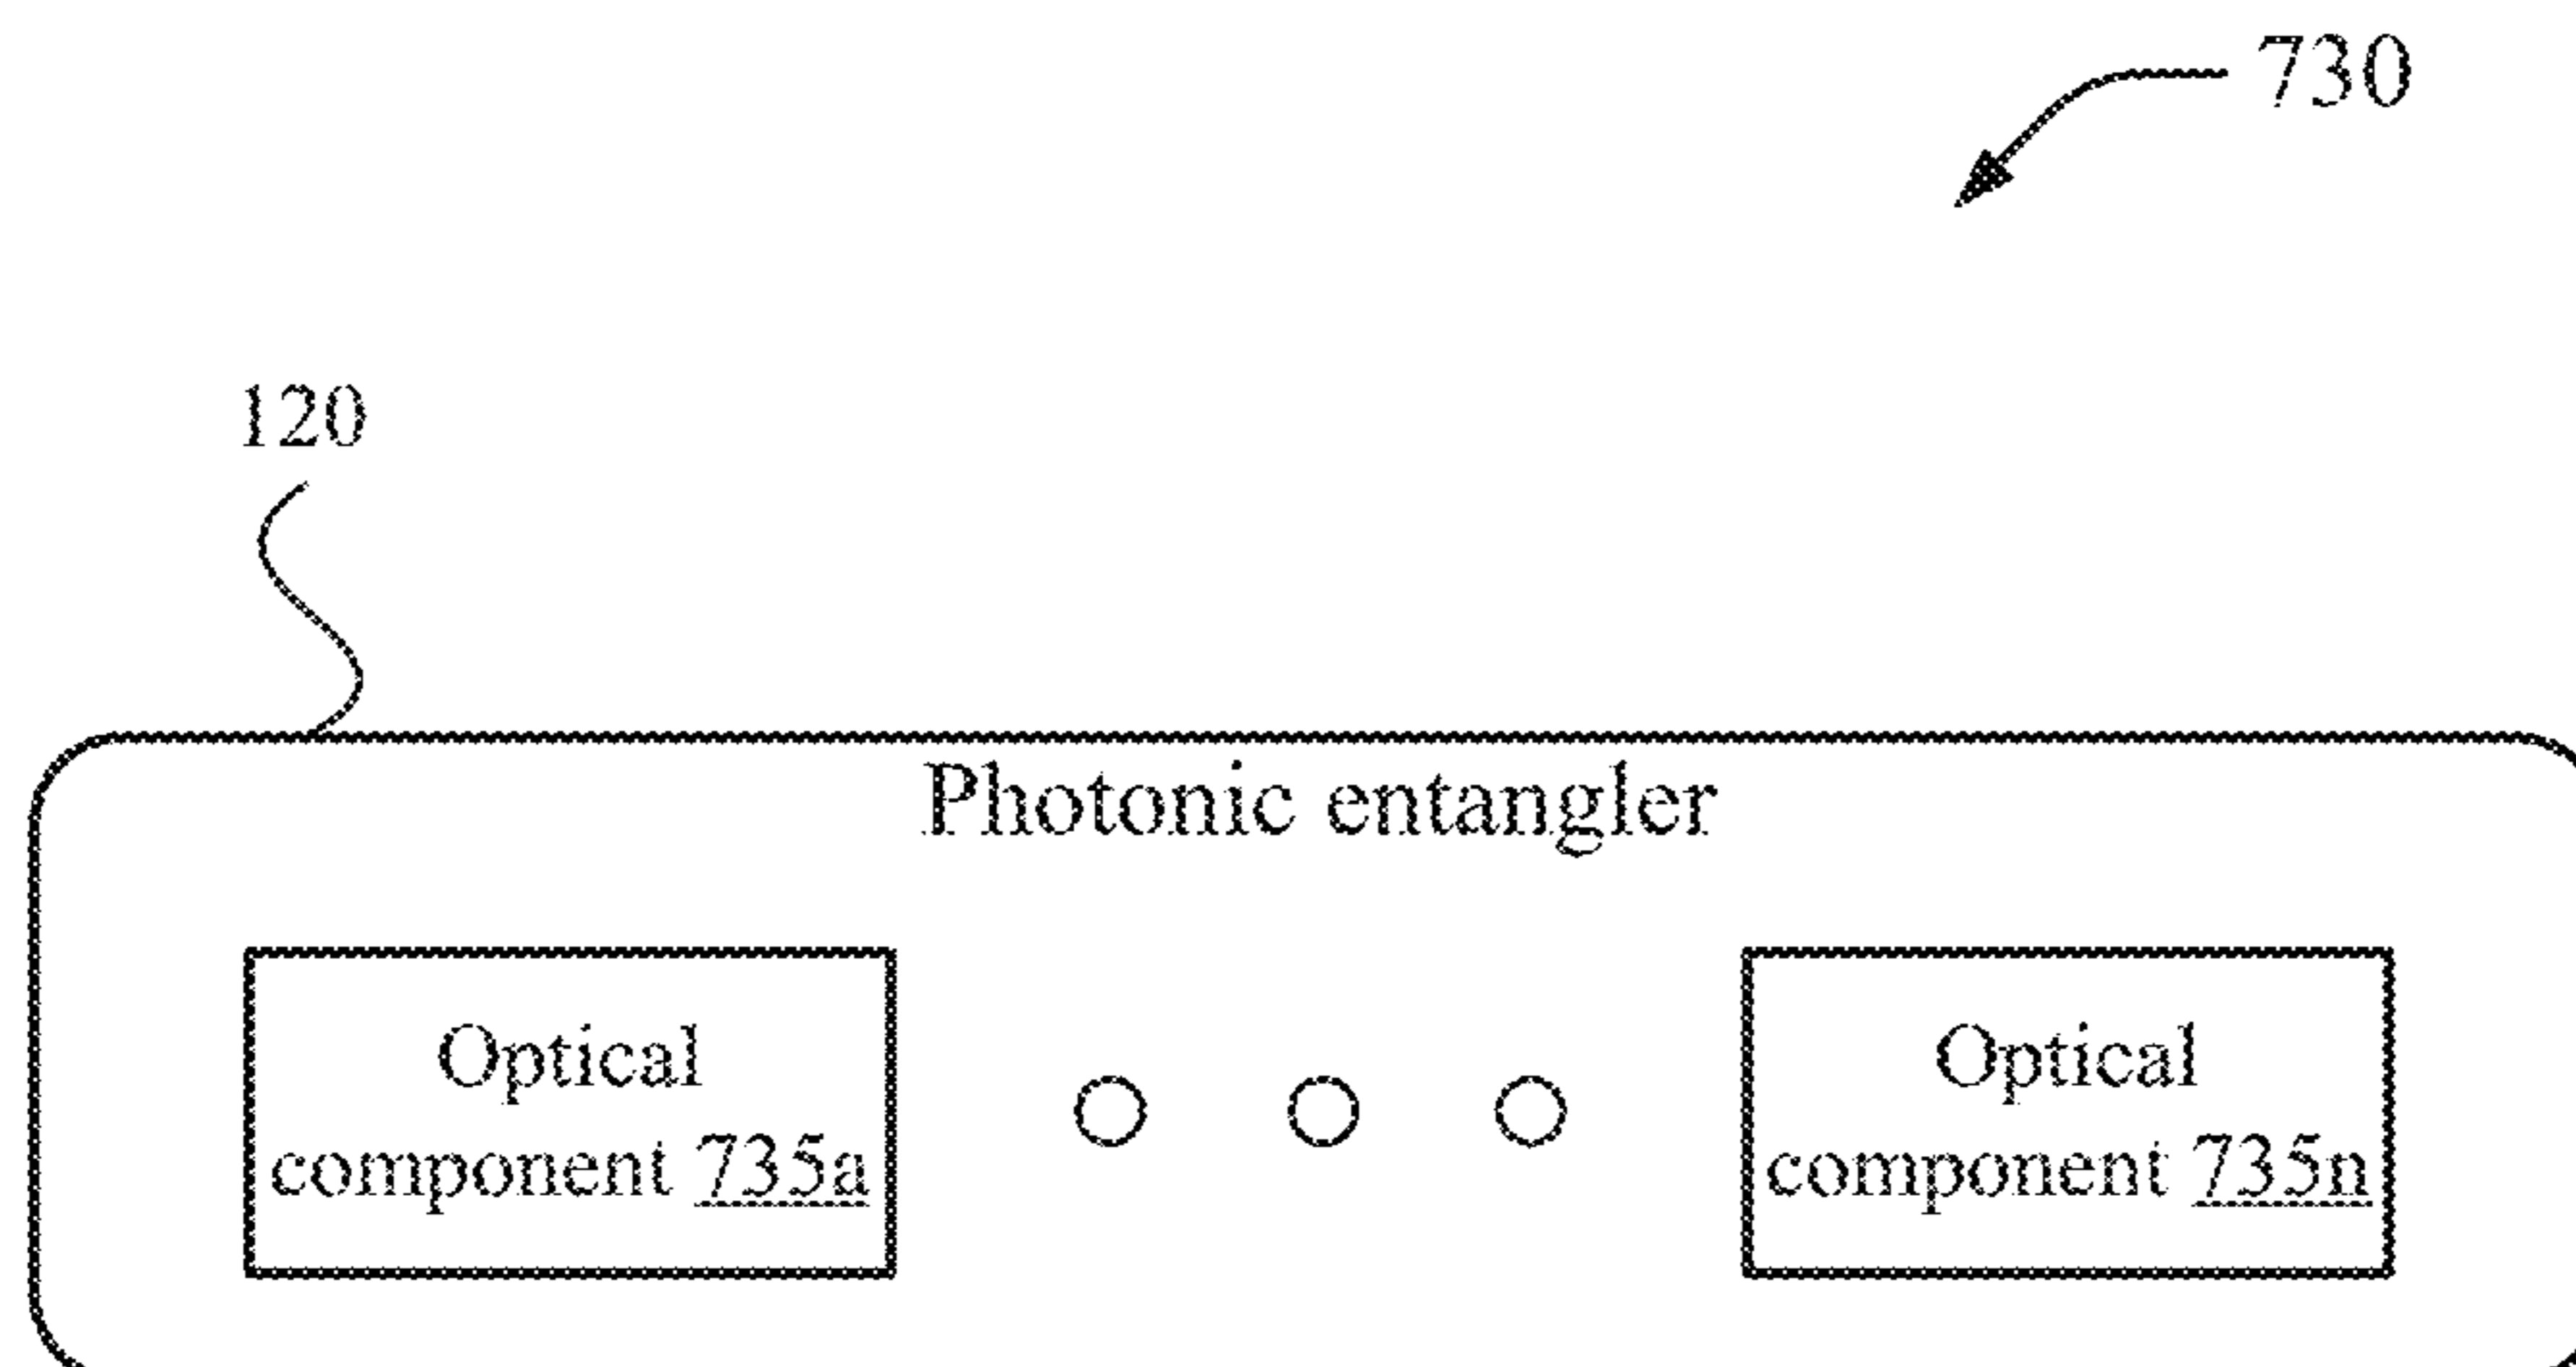 730
120
Photonic entangler
Optical
component 735a
Optical
component 735n